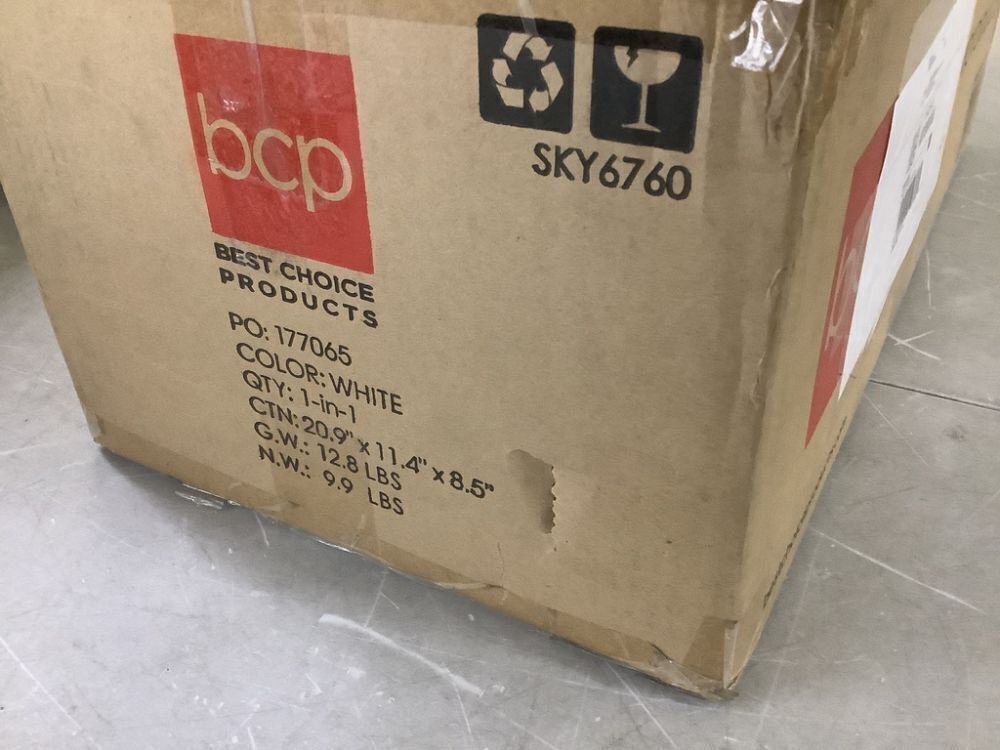 bcp
BEST CHOICE
PRODUCTS
SKY6760
PO: 177065
COLOR: WHITE
QTY: 1-in-1
CTN: 20.9" x 11.4" x 8.5"
G.W.: 12.8 LBS
N.W.: 9.9 LBS